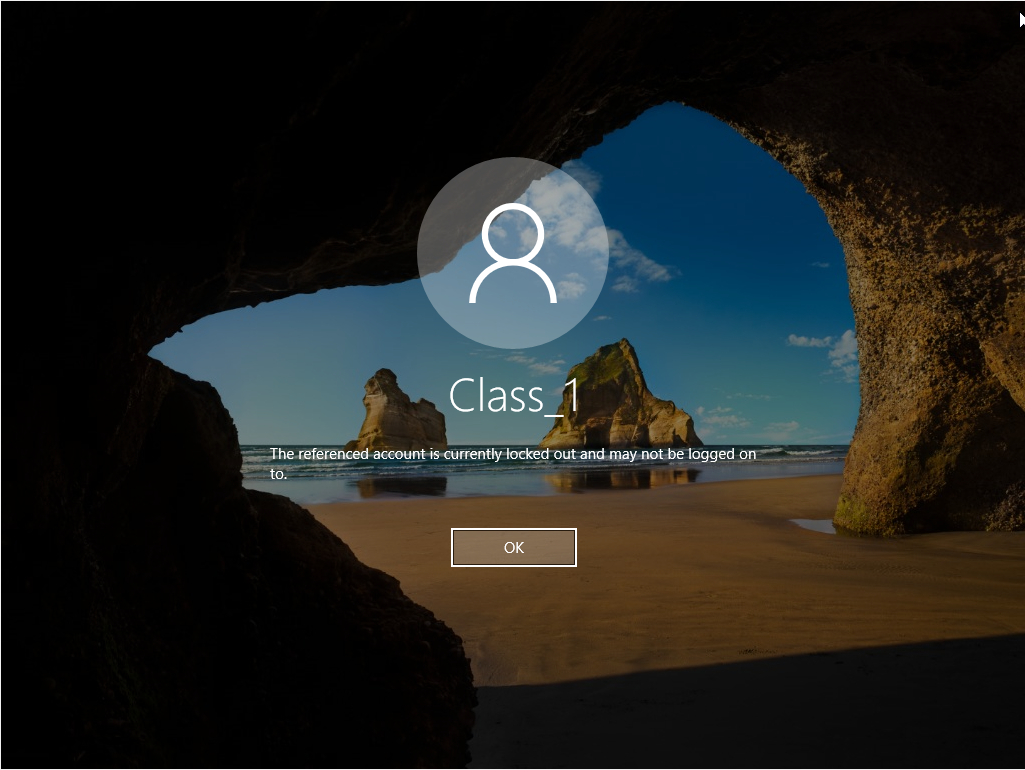 Class_1
The referenced account is currently locked out and may not be logged on
to.
OK